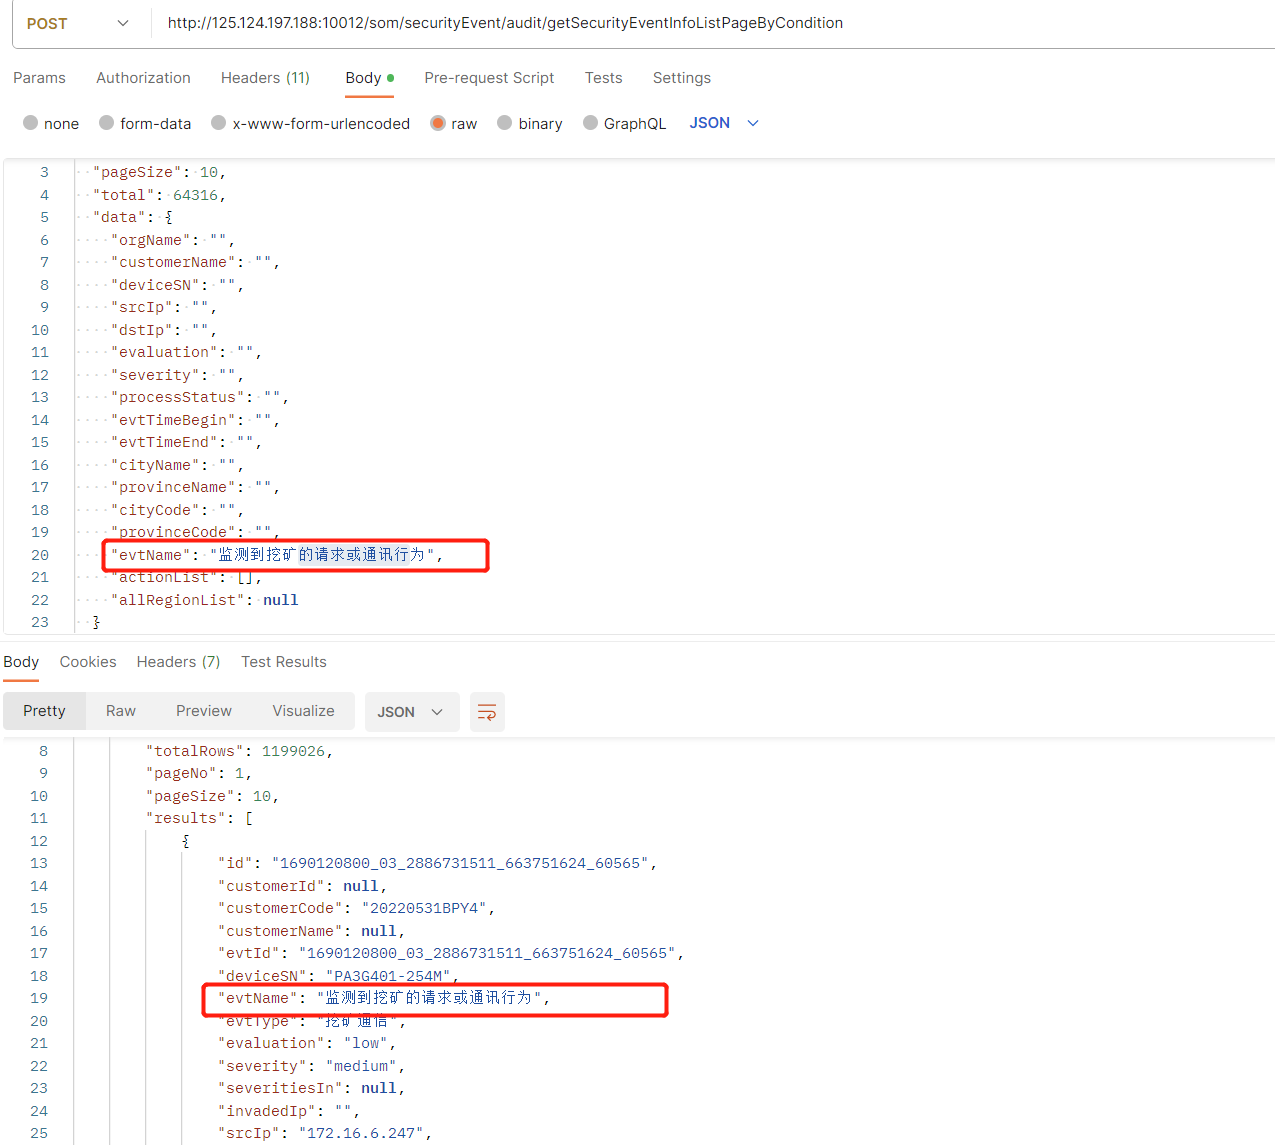 POST http://125.124.197.188:10012/som/securityEvent/audit/getSecurityEventInfoListPageByCondition
Params Authorization Headers (11) Body Pre-request Script Tests Settings
none form-data x-www-form-urlencoded raw binary GraphQL JSON
3 "pageSize": 10,
4 "total": 64316,
5 "data": {
6 "orgName": "",
7 "customerName": "",
8 "deviceSN": "",
9 "srcIp": "",
10 "dstIp": "",
11 "evaluation": "",
12 "severity": "",
13 "processStatus": "",
14 "evtTimeBegin": "",
15 "evtTimeEnd": "",
16 "cityName": "",
17 "provinceName": "",
18 "cityCode": "",
19 "provinceCode": "",
20 "evtName": "监测到挖矿的请求或通讯行为",
21 "actionList": [],
22 "allRegionList": null
23 }
Body Cookies Headers (7) Test Results
Pretty Raw Preview Visualize JSON
8 "totalRows": 1199026,
9 "pageNo": 1,
10 "pageSize": 10,
11 "results": [
12 {
13 "id": "1690120800_03_2886731511_663751624_60565",
14 "customerId": null,
15 "customerCode": "20220531BPY4",
16 "customerName": null,
17 "evtId": "1690120800_03_2886731511_663751624_60565",
18 "deviceSN": "PA3G401-254M",
19 "evtName": "监测到挖矿的请求或通讯行为",
20 "evtType": "挖矿通信",
21 "evaluation": "low",
22 "severity": "medium",
23 "severitiesIn": null,
24 "invadedIp": "",
25 "srcIp": "172.16.6.247",